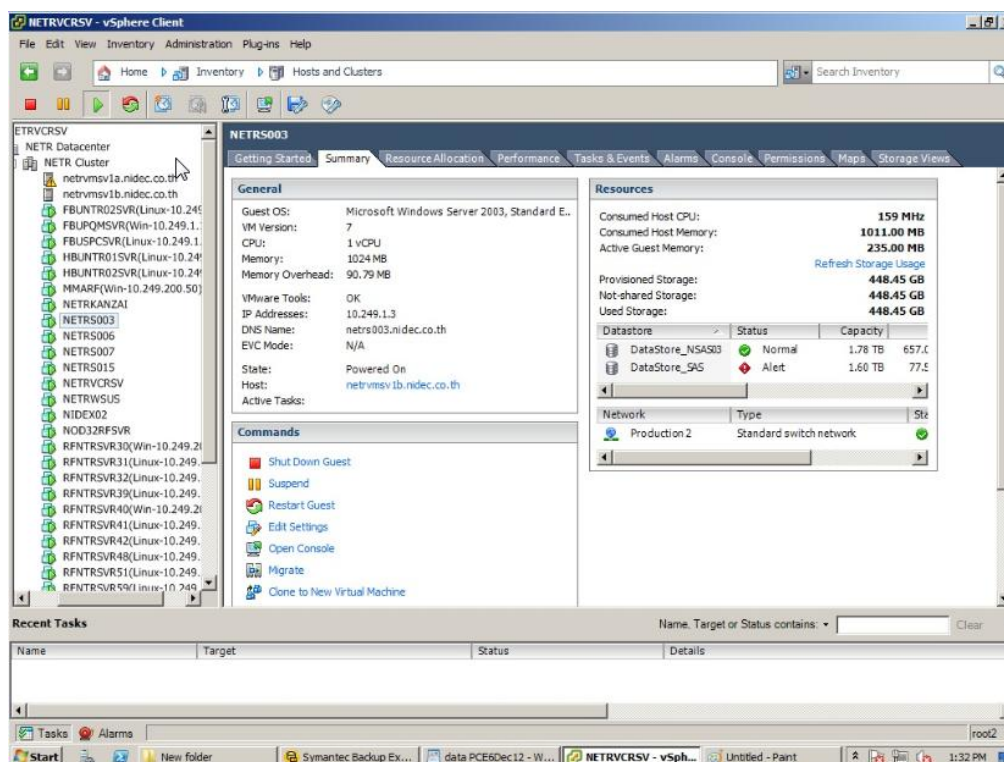 NETRVCRSV - vSphere Client
File Edit View Inventory Administration Plug-ins Help
Home Inventory Hosts and Clusters
Search Inventory
ETRVCRSV
NETR Datacenter
NETR Cluster
netrvmsv1a.nidec.co.th
netrvmsv1b.nidec.co.th
FBUNTR02SVR(Linux-10.249
FBUPQMSVR(Win-10.249.1.
FBUSPCSVR(Linux-10.249.1.
HBUNTR01SVR(Linux-10.24
HBUNTR02SVR(Linux-10.24
MMARF(Win-10.249.200.50)
NETRKANZAI
NETRS003
NETRS006
NETRS007
NETRS015
NETRVCRSV
NETRWSUS
NIDEX02
NOD32RFSVR
RFNTRSVR30(Win-10.249.2
RFNTRSVR31(Linux-10.249.
RFNTRSVR32(Linux-10.249.
RFNTRSVR39(Linux-10.249.
RFNTRSVR40(Win-10.249.2
RFNTRSVR41(Linux-10.249.
RFNTRSVR42(Linux-10.249.
RFNTRSVR48(Linux-10.249.
RFNTRSVR51(Linux-10.249.
RFNTRSVR59(Linux-10.249
NETRS003
Getting Started Summary Resource Allocation Performance Tasks & Events Alarms Console Permissions Maps Storage Views
General
Guest OS: Microsoft Windows Server 2003, Standard E..
VM Version: 7
CPU: 1 vCPU
Memory: 1024 MB
Memory Overhead: 90.79 MB
VMware Tools: OK
IP Addresses: 10.249.1.3
DNS Name: netrs003.nidec.co.th
EVC Mode: N/A
State: Powered On
Host: netrvmsv1b.nidec.co.th
Active Tasks:
Commands
Shut Down Guest
Suspend
Restart Guest
Edit Settings
Open Console
Migrate
Clone to New Virtual Machine
Resources
Consumed Host CPU: 159 MHz
Consumed Host Memory: 1011.00 MB
Active Guest Memory: 235.00 MB
Refresh Storage Usage
Provisioned Storage: 448.45 GB
Not-shared Storage: 448.45 GB
Used Storage: 448.45 GB
Datastore Status Capacity
DataStore_NSAS03 Normal 1.78 TB 657.0
DataStore_SAS Alert 1.60 TB 77.5
Network Type Sta
Production 2 Standard switch network
Recent Tasks Name, Target or Status contains: Clear
Name Target Status Details
Tasks Alarms root2
Start New folder Symantec Backup Ex... data PCE6Dec12 - W... NETRVCRSV - vSph... Untitled - Paint 1:32 PM